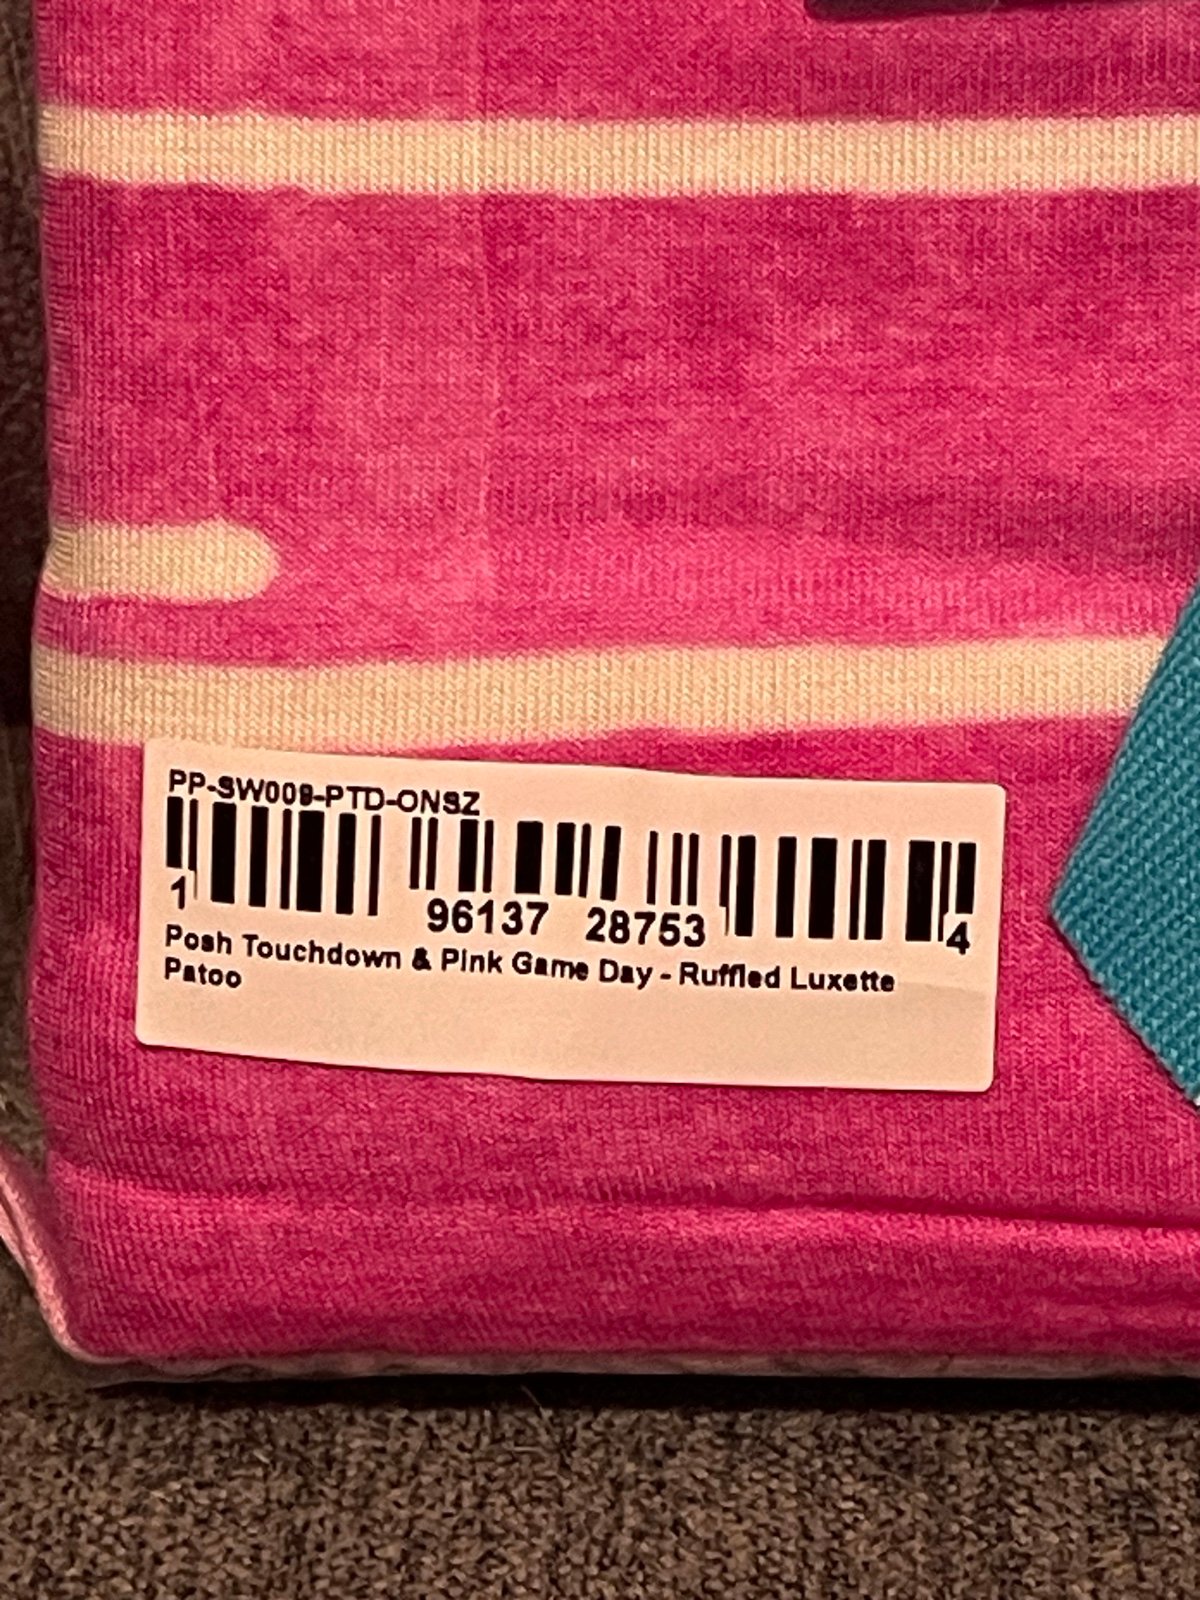 PP-SW009-PTD-ONSZ
1 96137 28753 4
Posh Touchdown & Pink Game Day - Ruffled Luxette
Patoo